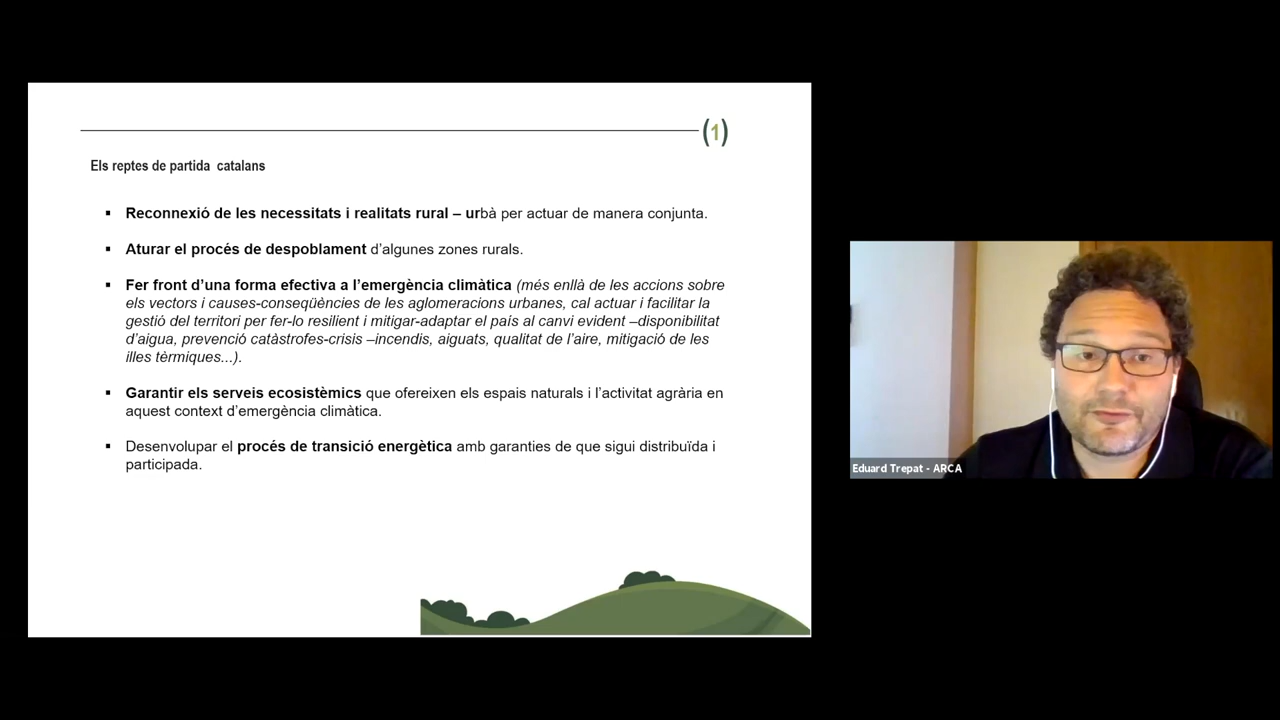 (1)
Els reptes de partida catalans
▪ Reconnexió de les necessitats i realitats rural – urbà per actuar de manera conjunta.
▪ Aturar el procés de despoblament d’algunes zones rurals.
▪ Fer front d’una forma efectiva a l’emergència climàtica (més enllà de les accions sobre
els vectors i causes-conseqüències de les aglomeracions urbanes, cal actuar i facilitar la
gestió del territori per fer-lo resilient i mitigar-adaptar el país al canvi evident –disponibilitat
d’aigua, prevenció catàstrofes-crisis –incendis, aiguats, qualitat de l’aire, mitigació de les
illes tèrmiques...).
▪ Garantir els serveis ecosistèmics que ofereixen els espais naturals i l’activitat agrària en
aquest context d’emergència climàtica.
▪ Desenvolupar el procés de transició energètica amb garanties de que sigui distribuïda i
participada.
Eduard Trepat - ARCA